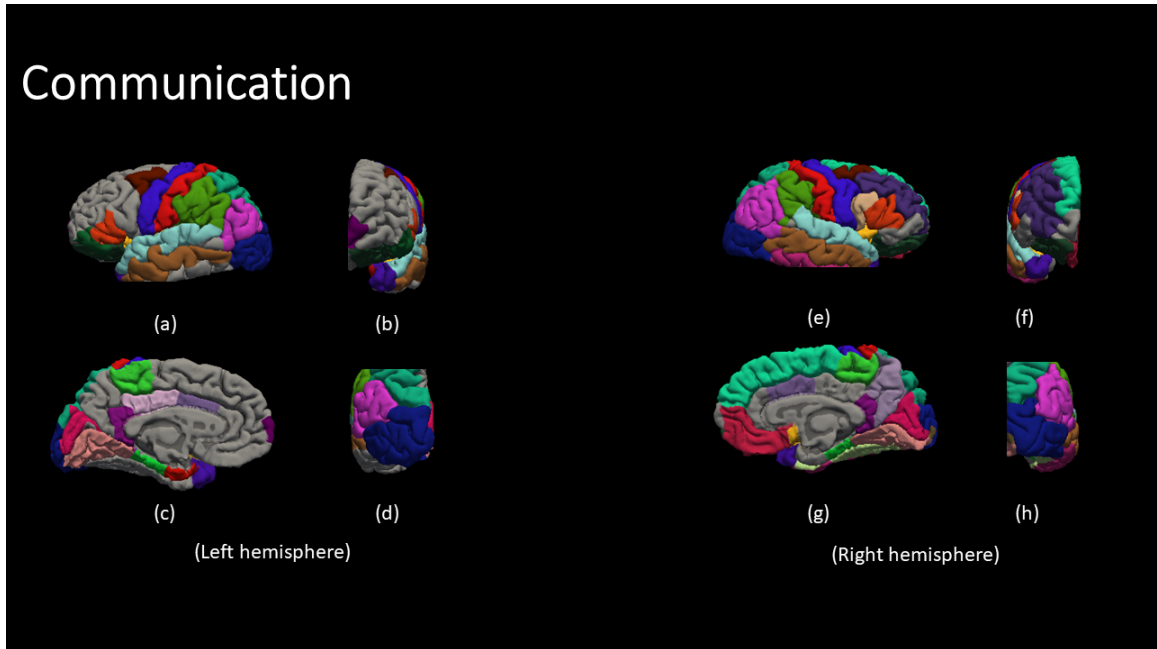 Communication
(a)
(b)
(e)
(f)
(c)
(d)
(g)
(h)
(Left hemisphere)
(Right hemisphere)